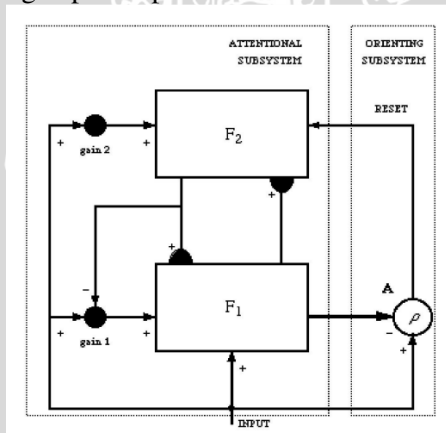 ATTENTIONAL
SUBSYSTEM
ORIENTING
SUBSYSTEM
RESET
+
gain 2
+
F2
+
-
+
A
+
gain 1
+
F1
ρ
-
+
+
INPUT